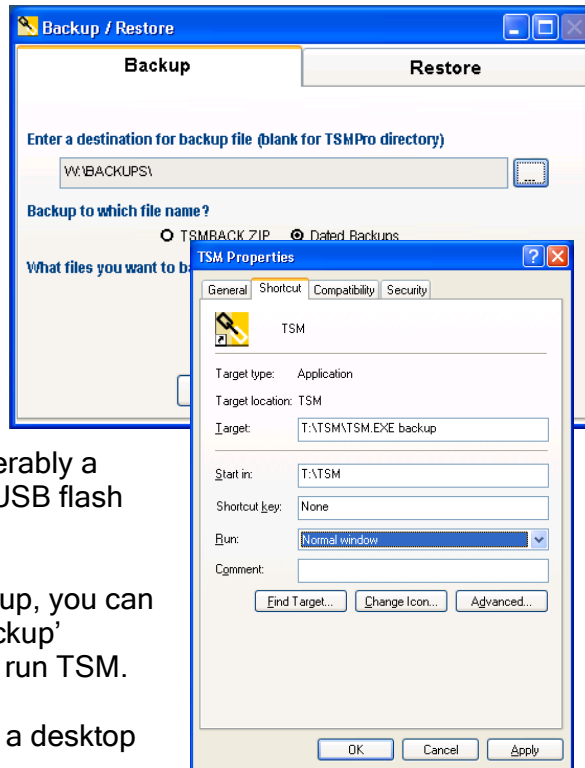 Backup / Restore
Backup Restore
Enter a destination for backup file (blank for TSMPro directory)
W:\BACKUPS\
...
Backup to which file name?
TSMBACK.ZIP Dated Backups
What files you want to
TSM Properties
General Shortcut Compatibility Security
TSM
Target type: Application
Target location: TSM
Target: T:\TSM\TSM.EXE backup
Start in: T:\TSM
Shortcut key: None
Run: Normal window
Comment:
Find Target... Change Icon... Advanced...
OK Cancel Apply
erably a
USB flash
up, you can
ckup’
run TSM.
a desktop